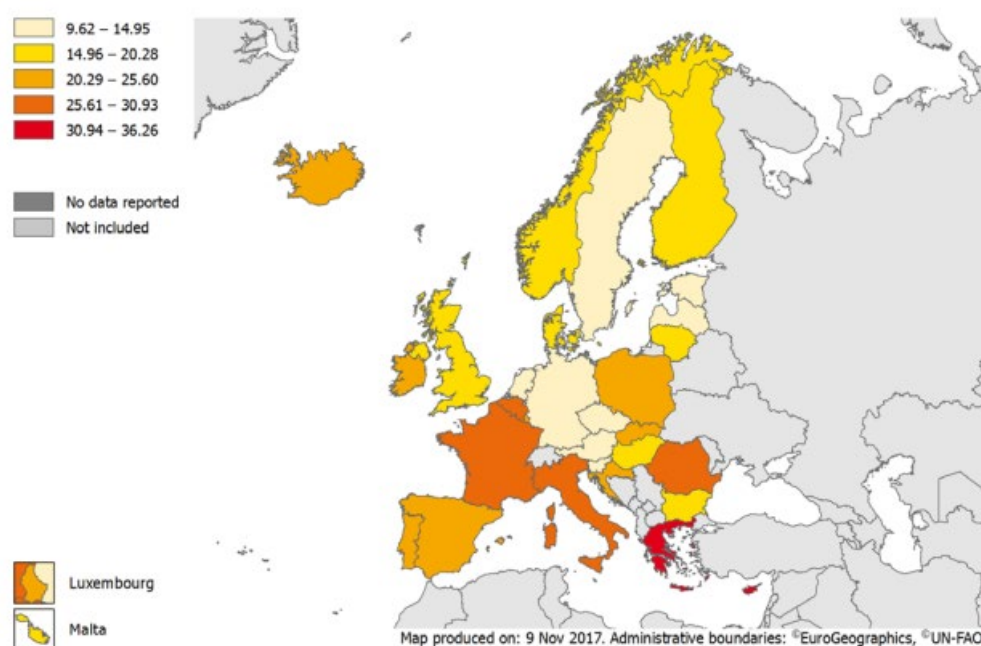 9.62 – 14.95
14.96 – 20.28
20.29 – 25.60
25.61 – 30.93
30.94 – 36.26
No data reported
Not included
Luxembourg
Malta
Map produced on: 9 Nov 2017. Administrative boundaries: ©EuroGeographics, ©UN-FAO